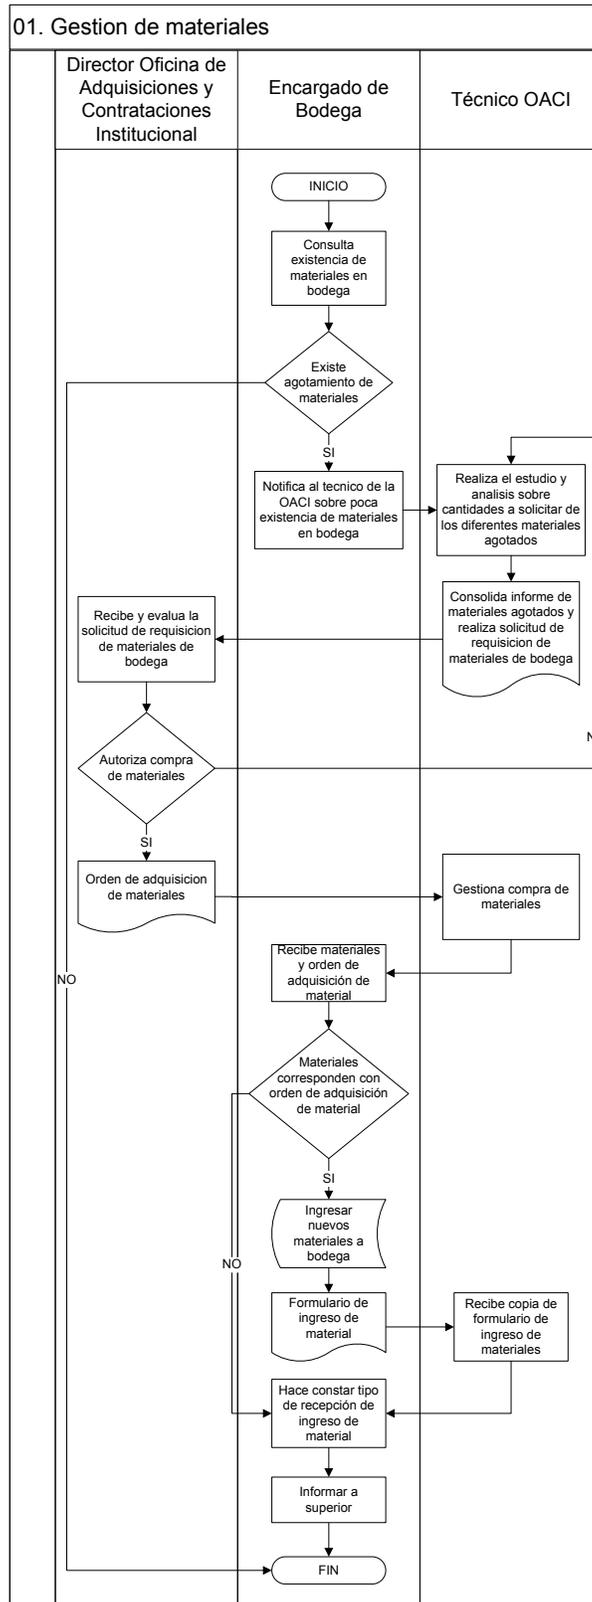 01. Gestion de materiales
Director Oficina de
Adquisiciones y
Contrataciones
Institucional
Encargado de
Bodega
Técnico OACI
INICIO
Consulta
existencia de
materiales en
bodega
Existe
agotamiento de
materiales
SI
Notifica al tecnico de la
OACI sobre poca
existencia de materiales
en bodega
Realiza el estudio y
analisis sobre
cantidades a solicitar de
los diferentes materiales
agotados
Consolida informe de
materiales agotados y
realiza solicitud de
requisicion de
materiales de bodega
Recibe y evalua la
solicitud de requisicion
de materiales de
bodega
Autoriza compra
de materiales
SI
Orden de adquisicion
de materiales
Gestiona compra de
materiales
Recibe materiales
y orden de
adquisición de
material
NO
Materiales
corresponden con
orden de adquisición
de material
SI
Ingresar
nuevos
materiales a
bodega
NO
Formulario de
ingreso de
material
Recibe copia de
formulario de
ingreso de
materiales
Hace constar tipo
de recepción de
ingreso de
material
Informar a
superior
FIN